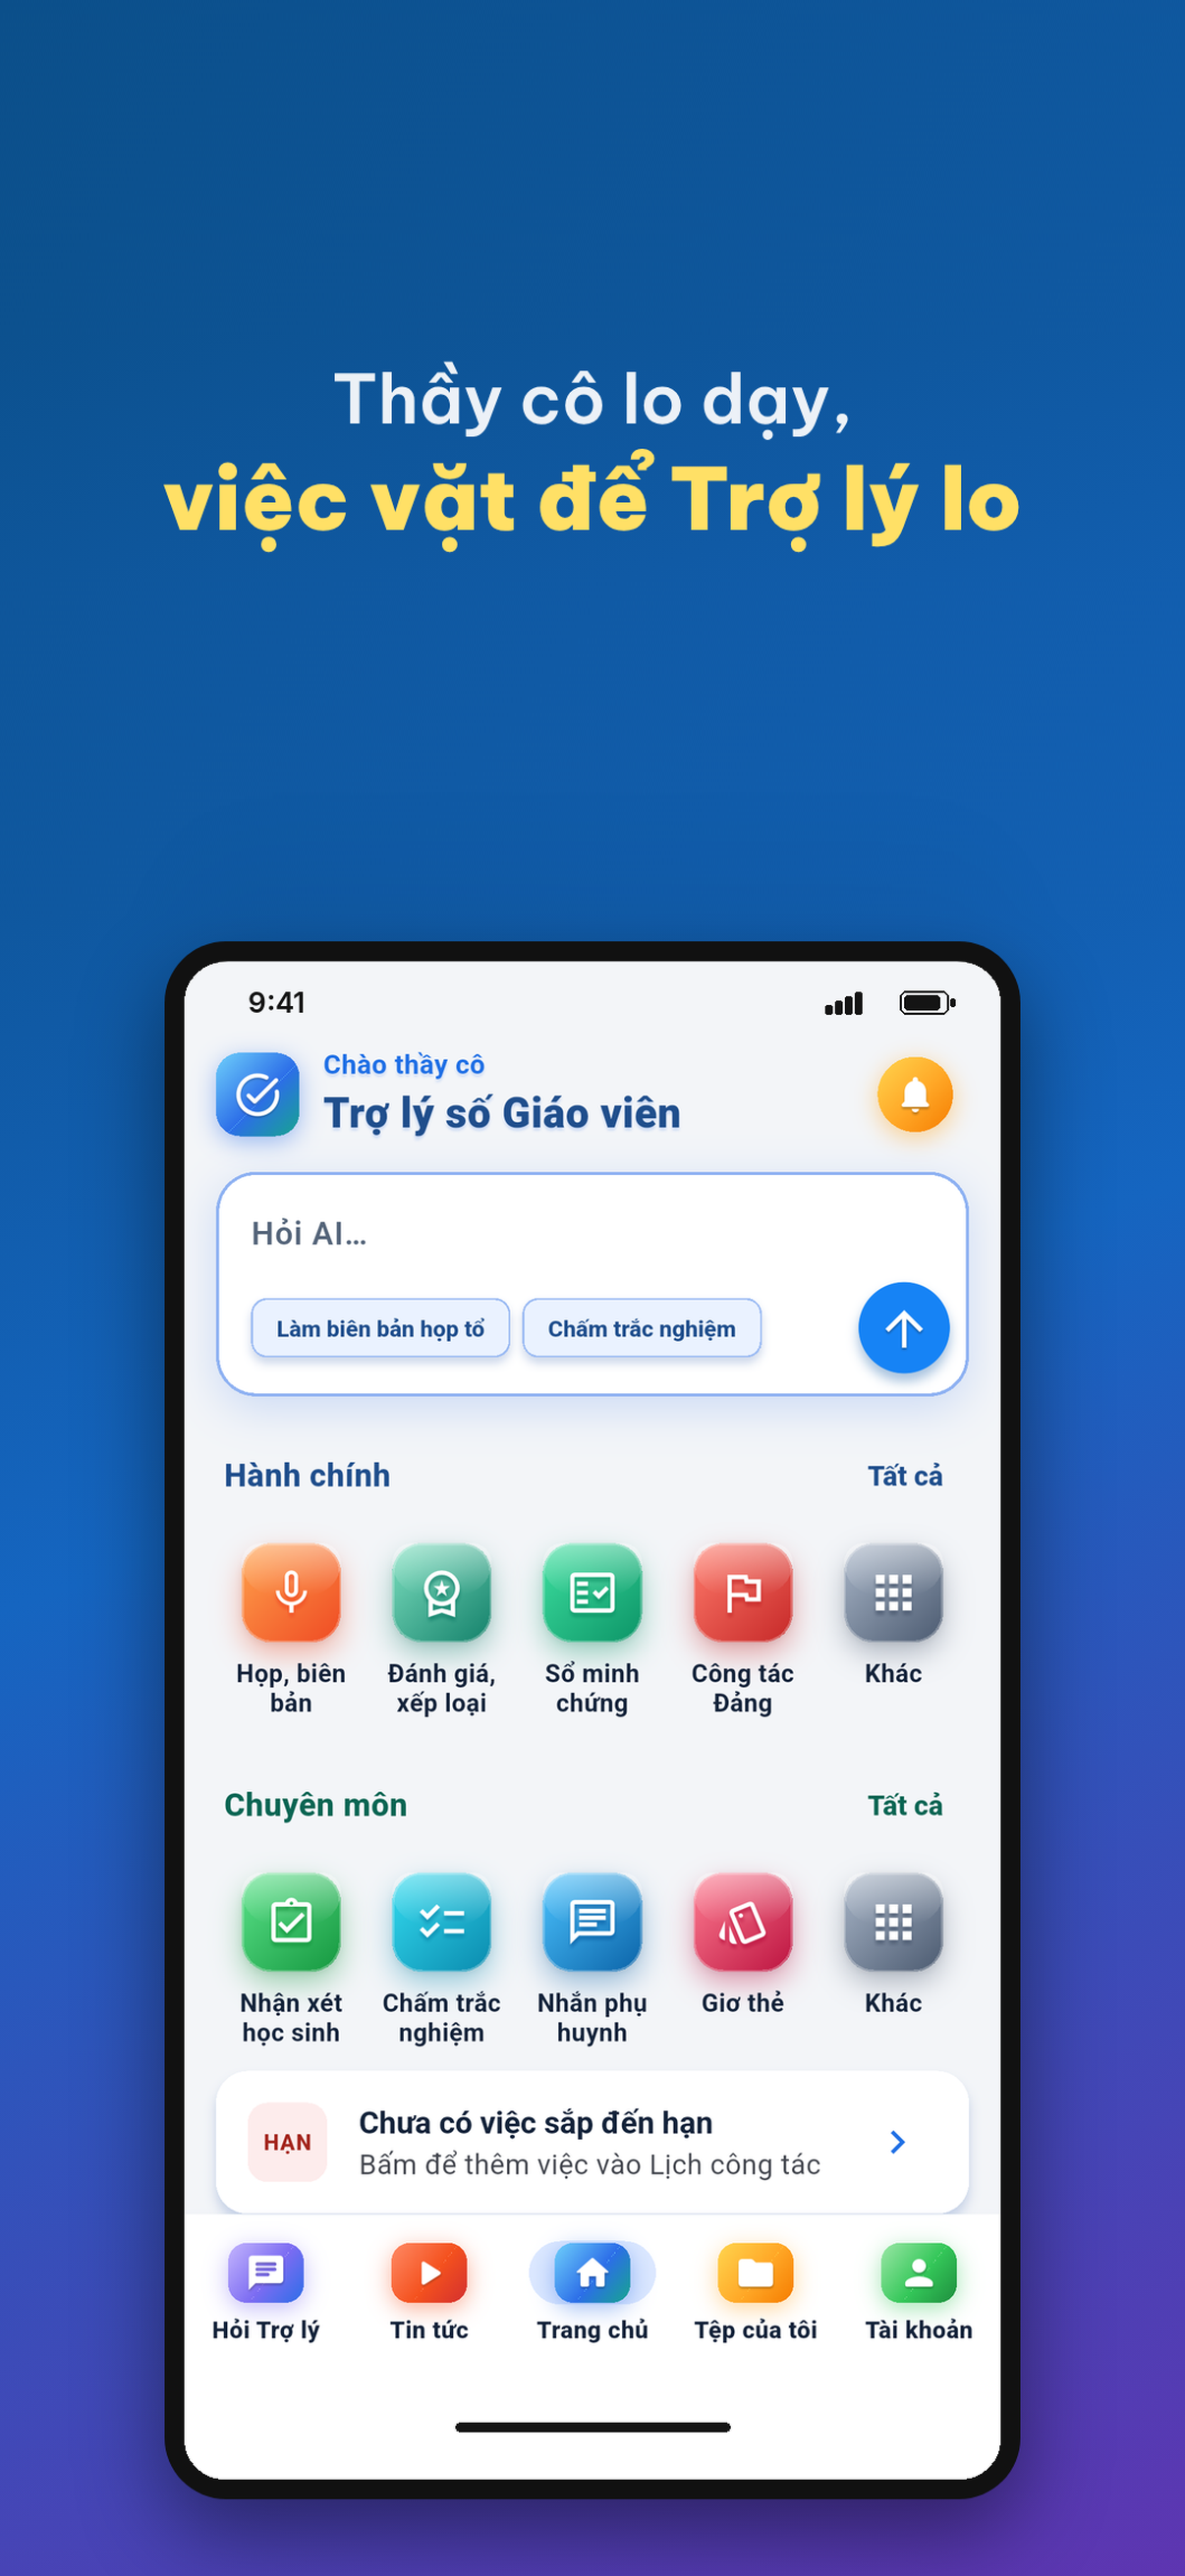 Thầy cô lo dạy,
việc vặt để Trợ lý lo
9:41
Chào thầy cô
Trợ lý số Giáo viên
Hỏi AI...
Làm biên bản họp tổ
Chấm trắc nghiệm
Hành chính
Tất cả
Họp, biên
bản
Đánh giá,
xếp loại
Sổ minh
chứng
Công tác
Đảng
Khác
Chuyên môn
Tất cả
Nhận xét
học sinh
Chấm trắc
nghiệm
Nhắn phụ
huynh
Giơ thẻ
Khác
HẠN
Chưa có việc sắp đến hạn
Bấm để thêm việc vào Lịch công tác
Hỏi Trợ lý
Tin tức
Trang chủ
Tệp của tôi
Tài khoản